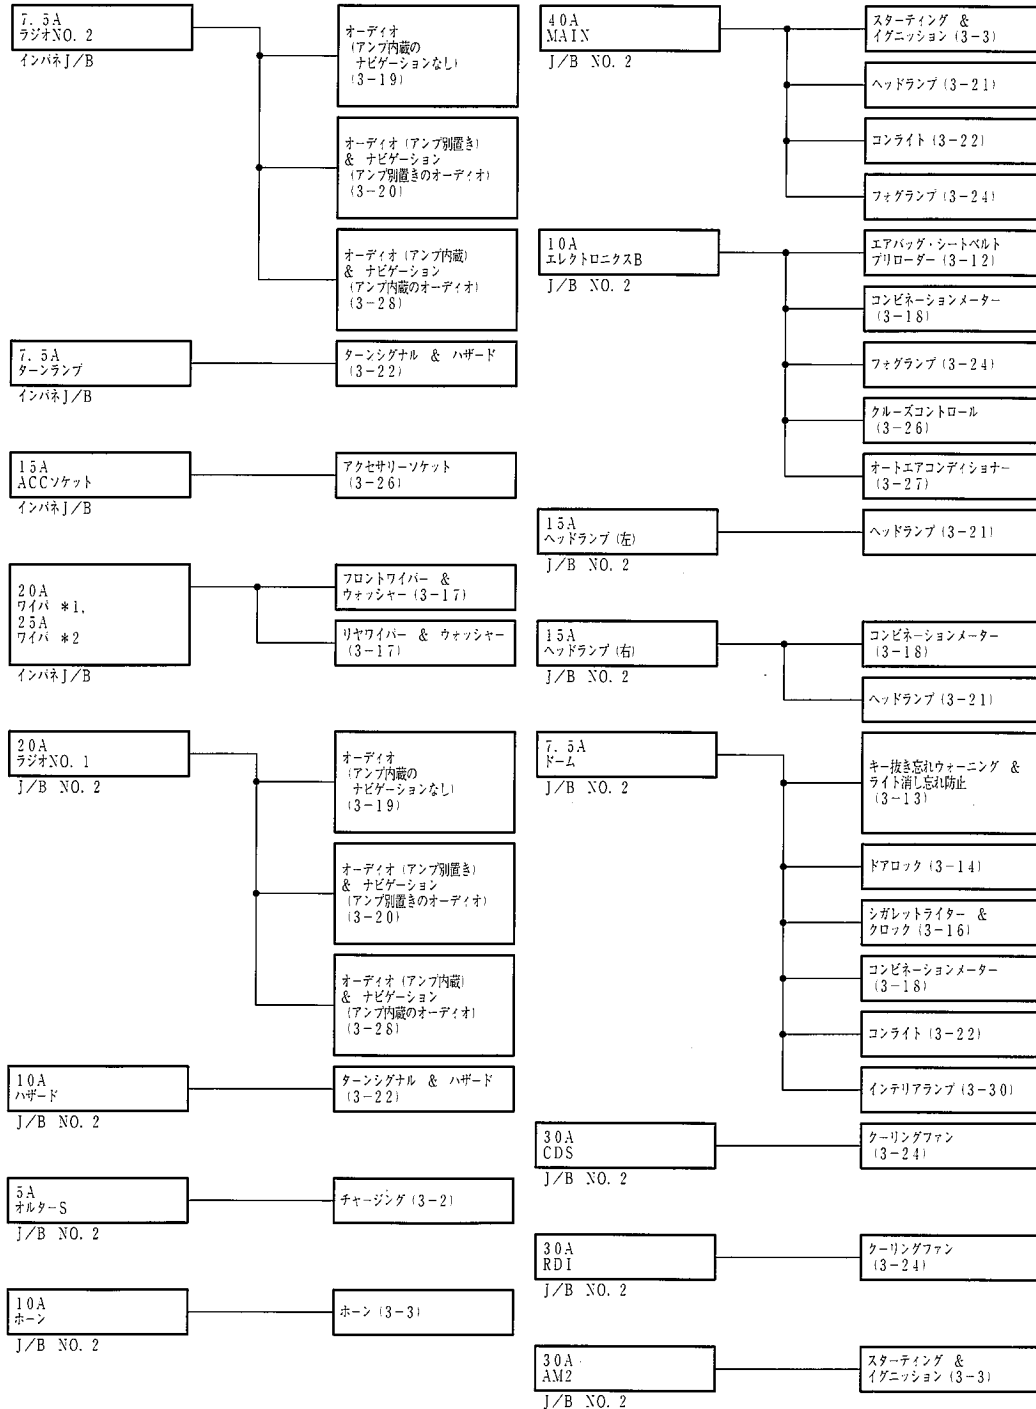 7. 5A
ラジオNO. 2
インパネJ/B
オーディオ
(アンプ内蔵の
ナビゲーションなし)
(3-19)
オーディオ (アンプ別置き)
& ナビゲーション
(アンプ別置きのオーディオ)
(3-20)
オーディオ (アンプ内蔵)
& ナビゲーション
(アンプ内蔵のオーディオ)
(3-28)
7. 5A
ターンランプ
インパネJ/B
ターンシグナル & ハザード
(3-22)
15A
ACCソケット
インパネJ/B
アクセサリーソケット
(3-26)
20A
ワイパ *1,
25A
ワイパ *2
インパネJ/B
フロントワイパー &
ウォッシャー (3-17)
リヤワイパー & ウォッシャー
(3-17)
20A
ラジオNO. 1
J/B NO. 2
オーディオ
(アンプ内蔵の
ナビゲーションなし)
(3-19)
オーディオ (アンプ別置き)
& ナビゲーション
(アンプ別置きのオーディオ)
(3-20)
オーディオ (アンプ内蔵)
& ナビゲーション
(アンプ内蔵のオーディオ)
(3-28)
10A
ハザード
J/B NO. 2
ターンシグナル & ハザード
(3-22)
5A
オルターS
J/B NO. 2
チャージング (3-2)
10A
ホーン
J/B NO. 2
ホーン (3-3)
40A
MAIN
J/B NO. 2
スターティング &
イグニッション (3-3)
ヘッドランプ (3-21)
コンライト (3-22)
フォグランプ (3-24)
10A
エレクトロニクスB
J/B NO. 2
エアバッグ・シートベルト
プリローダー (3-12)
コンビネーションメーター
(3-18)
フォグランプ (3-24)
クルーズコントロール
(3-26)
オートエアコンディショナー
(3-27)
15A
ヘッドランプ (左)
J/B NO. 2
ヘッドランプ (3-21)
15A
ヘッドランプ (右)
J/B NO. 2
コンビネーションメーター
(3-18)
ヘッドランプ (3-21)
7. 5A
ドーム
J/B NO. 2
キー抜き忘れウォーニング &
ライト消し忘れ防止
(3-13)
ドアロック (3-14)
シガレットライター &
クロック (3-16)
コンビネーションメーター
(3-18)
コンライト (3-22)
インテリアランプ (3-30)
30A
CDS
J/B NO. 2
クーリングファン
(3-24)
30A
RDI
J/B NO. 2
クーリングファン
(3-24)
30A
AM2
J/B NO. 2
スターティング &
イグニッション (3-3)